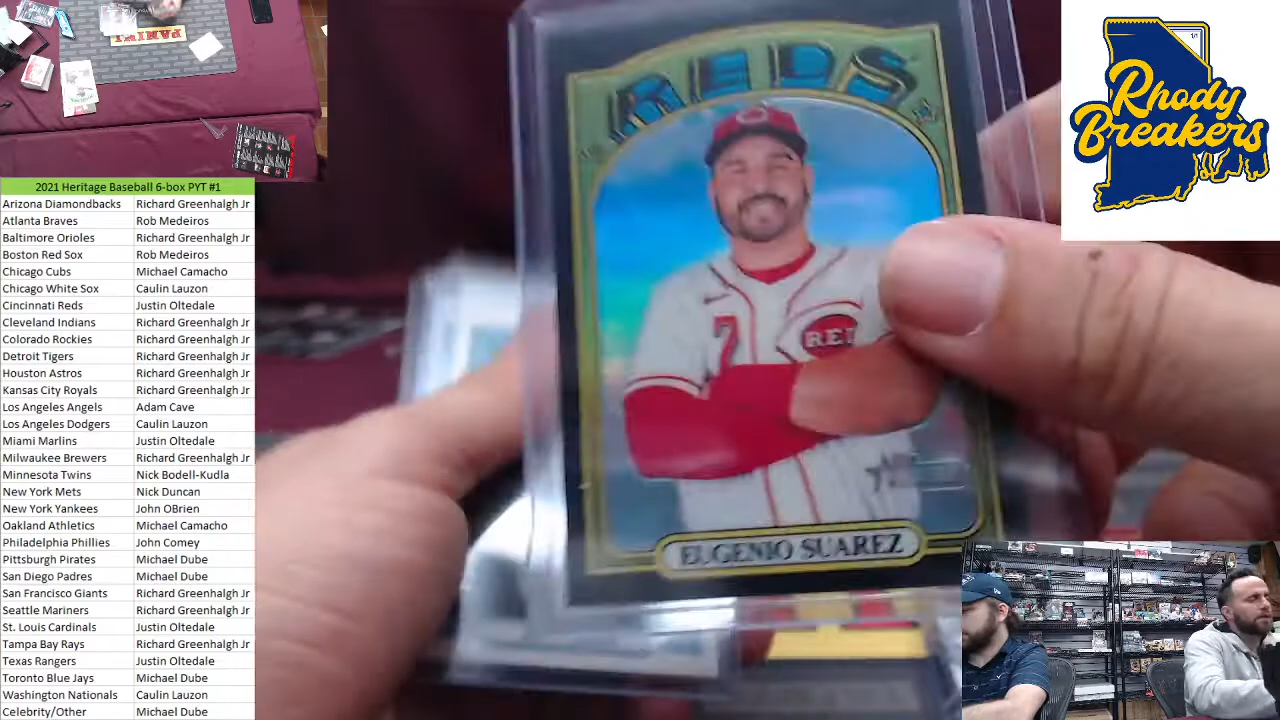 PANINI
2021 Heritage Baseball 6-box PYT #1
Arizona Diamondbacks Richard Greenhalgh Jr
Atlanta Braves Rob Medeiros
Baltimore Orioles Richard Greenhalgh Jr
Boston Red Sox Rob Medeiros
Chicago Cubs Michael Camacho
Chicago White Sox Caulin Lauzon
Cincinnati Reds Justin Oltedale
Cleveland Indians Richard Greenhalgh Jr
Colorado Rockies Richard Greenhalgh Jr
Detroit Tigers Richard Greenhalgh Jr
Houston Astros Richard Greenhalgh Jr
Kansas City Royals Richard Greenhalgh Jr
Los Angeles Angels Adam Cave
Los Angeles Dodgers Caulin Lauzon
Miami Marlins Justin Oltedale
Milwaukee Brewers Richard Greenhalgh Jr
Minnesota Twins Nick Bodell-Kudla
New York Mets Nick Duncan
New York Yankees John OBrien
Oakland Athletics Michael Camacho
Philadelphia Phillies John Comey
Pittsburgh Pirates Michael Dube
San Diego Padres Michael Dube
San Francisco Giants Richard Greenhalgh Jr
Seattle Mariners Richard Greenhalgh Jr
St. Louis Cardinals Justin Oltedale
Tampa Bay Rays Richard Greenhalgh Jr
Texas Rangers Justin Oltedale
Toronto Blue Jays Michael Dube
Washington Nationals Caulin Lauzon
Celebrity/Other Michael Dube
REDS
7
REDS
EUGENIO SUAREZ
1/1
Rhody
Breakers